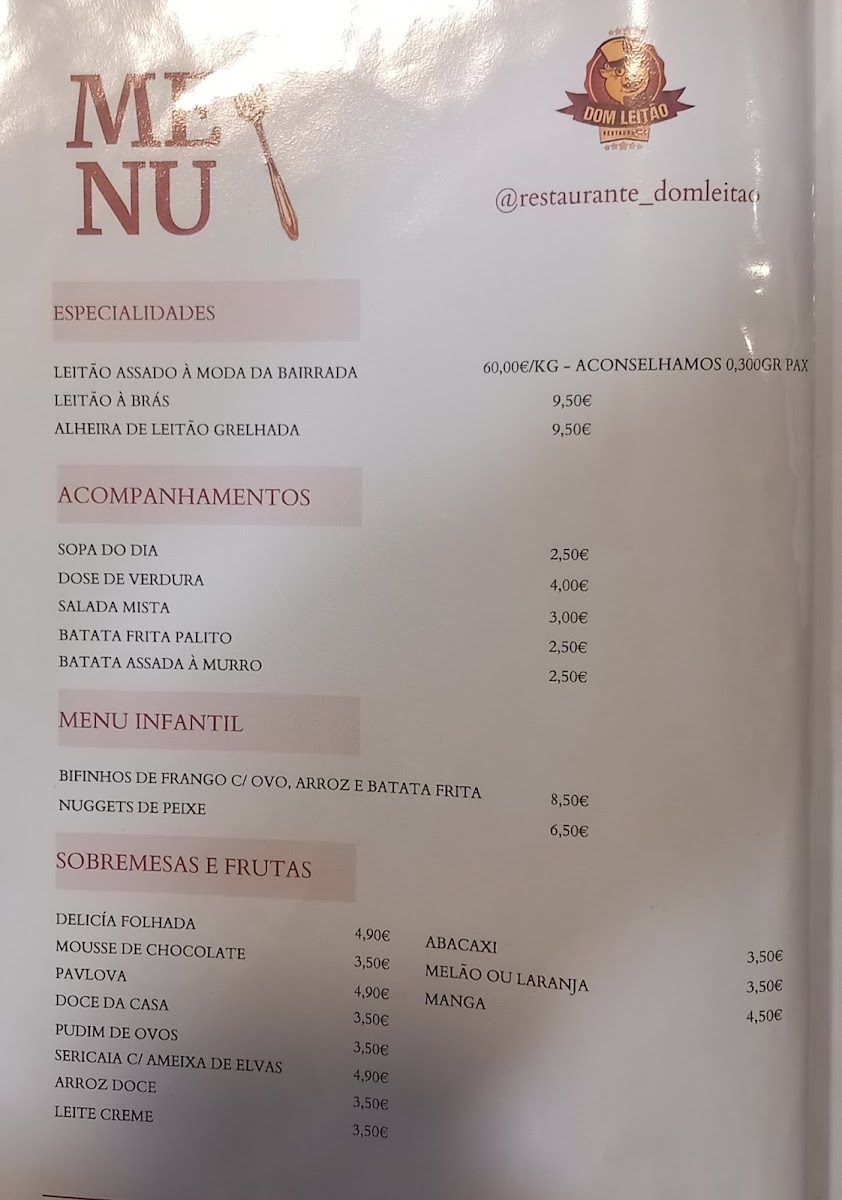 ME
NU
DOM LEITÃO
@restaurante_domleitao
ESPECIALIDADES
LEITÃO ASSADO À MODA DA BAIRRADA 60,00€/KG – ACONSELHAMOS 0,300GR PAX
LEITÃO À BRÁS 9,50€
ALHEIRA DE LEITÃO GRELHADA 9,50€
ACOMPANHAMENTOS
SOPA DO DIA 2,50€
DOSE DE VERDURA 4,00€
SALADA MISTA 3,00€
BATATA FRITA PALITO 2,50€
BATATA ASSADA À MURRO 2,50€
MENU INFANTIL
BIFINHOS DE FRANGO C/ OVO, ARROZ E BATATA FRITA 8,50€
NUGGETS DE PEIXE 6,50€
SOBREMESAS E FRUTAS
DELICÍA FOLHADA 4,90€
MOUSSE DE CHOCOLATE 3,50€
PAVLOVA 4,90€
DOCE DA CASA 3,50€
PUDIM DE OVOS 3,50€
SERICAIA C/ AMEIXA DE ELVAS 4,90€
ARROZ DOCE 3,50€
LEITE CREME 3,50€
ABACAXI 3,50€
MELÃO OU LARANJA 3,50€
MANGA 4,50€